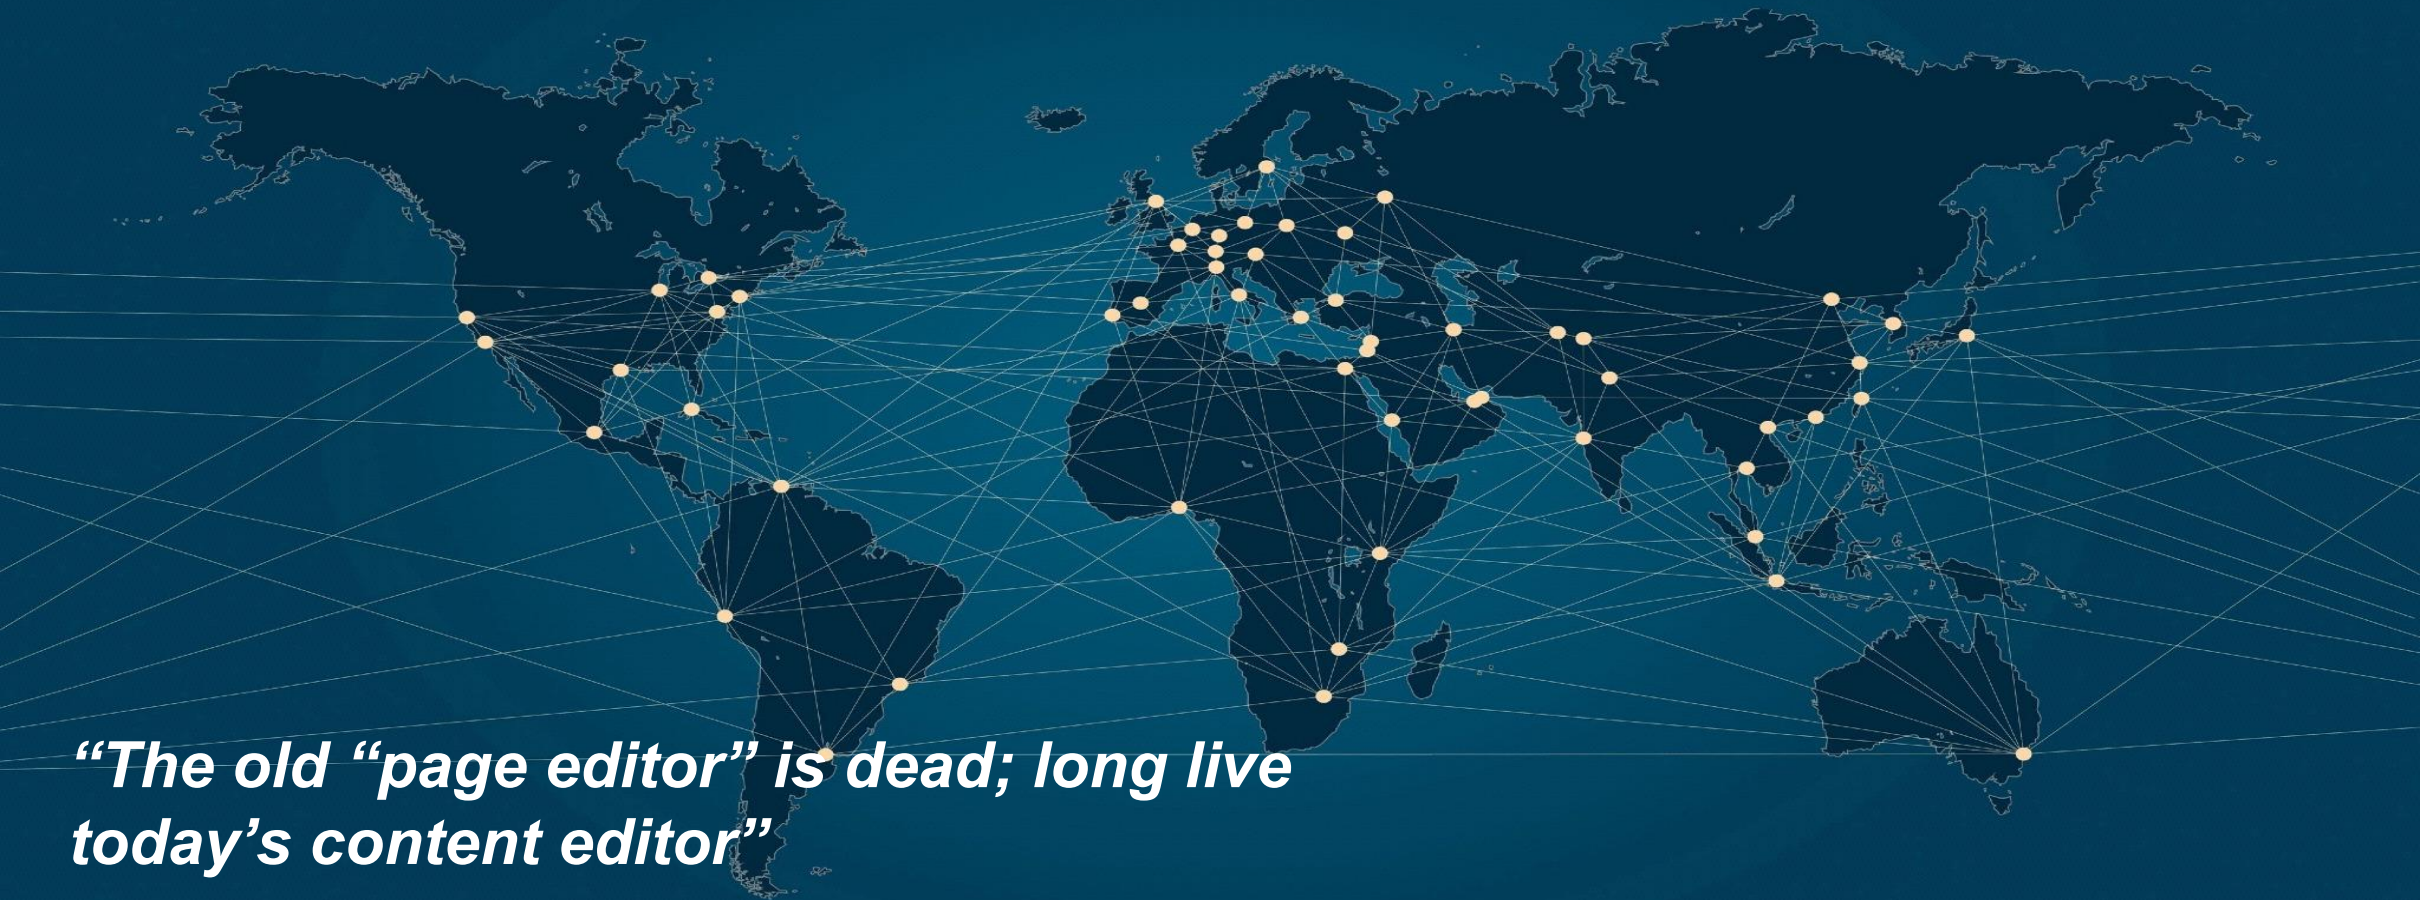 “The old “page editor” is dead; long live
today’s content editor”